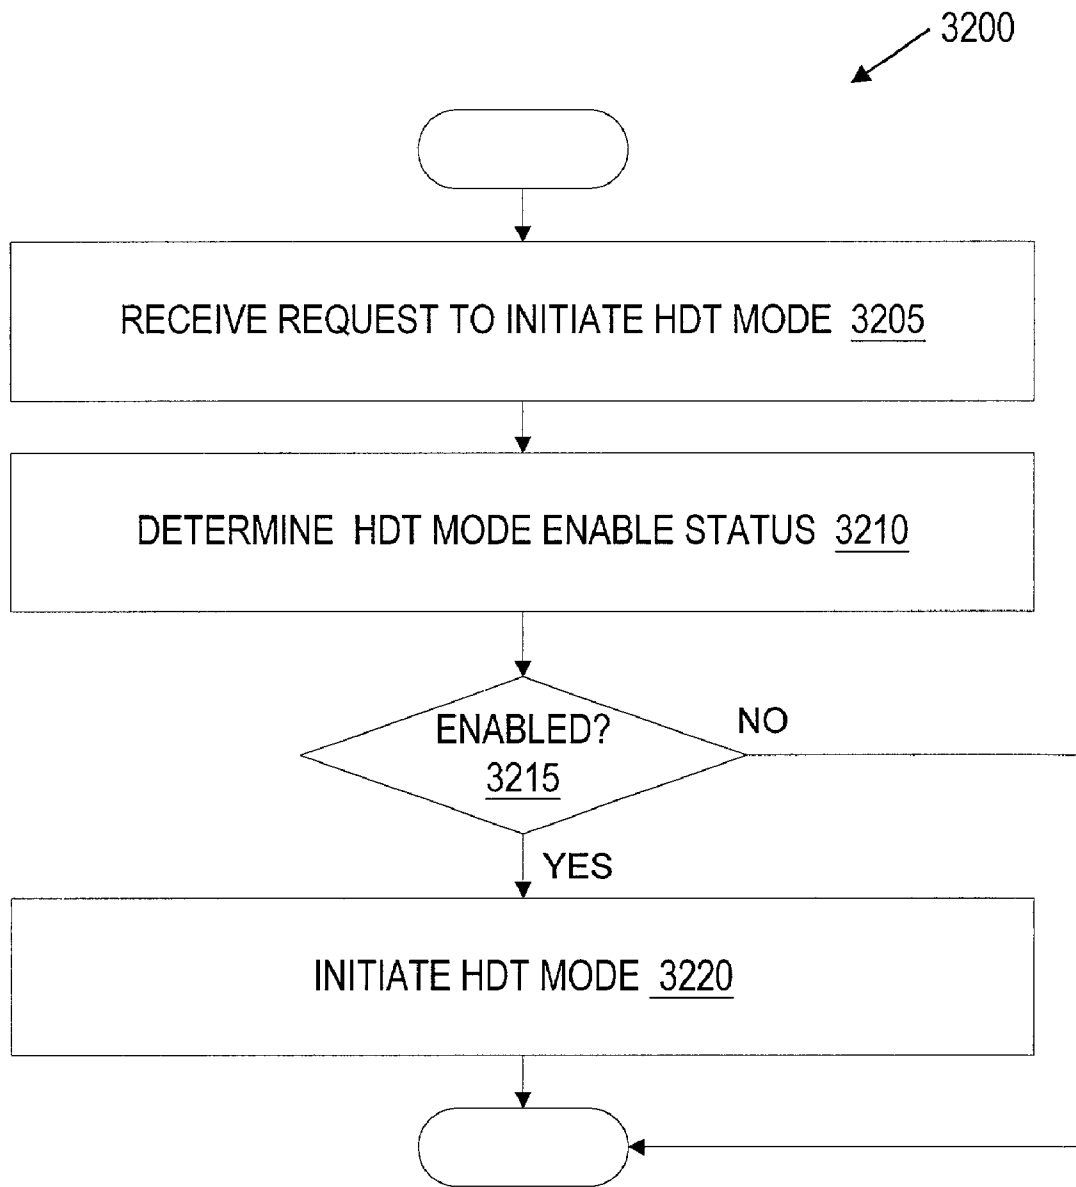 3200
RECEIVE REQUEST TO INITIATE HDT MODE 3205
DETERMINE HDT MODE ENABLE STATUS 3210
ENABLED?
3215
NO
YES
INITIATE HDT MODE 3220